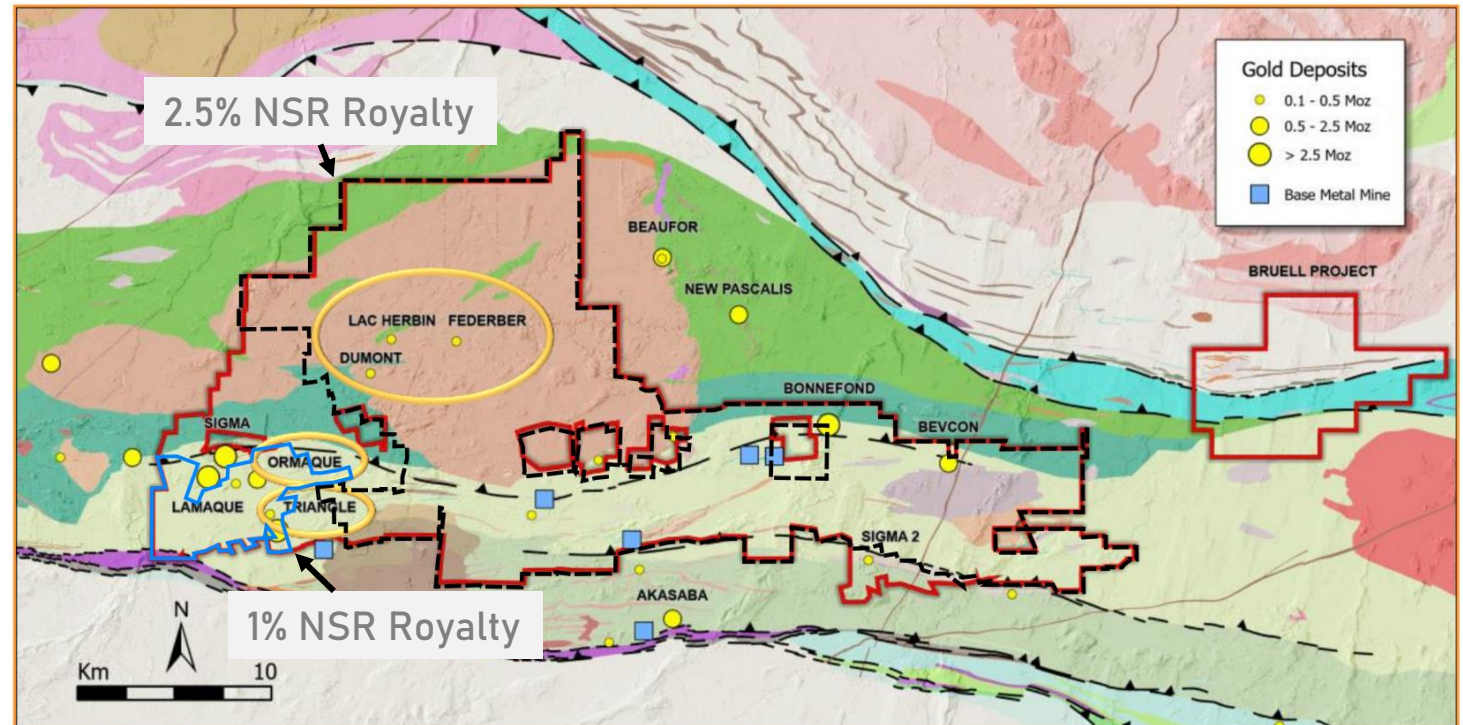 2.5% NSR Royalty
Gold Deposits
0.1 - 0.5 Moz
0.5 - 2.5 Moz
> 2.5 Moz
Base Metal Mine
BEAUFOR
BRUELL PROJECT
NEW PASCALIS
LAC HERBIN FEDERBER
DUMONT
BONNEFOND
SIGMA
BEVCON
ORMAQUE
LAMAQUE TRIANGLE
SIGMA 2
AKASABA
1% NSR Royalty
N
Km 10